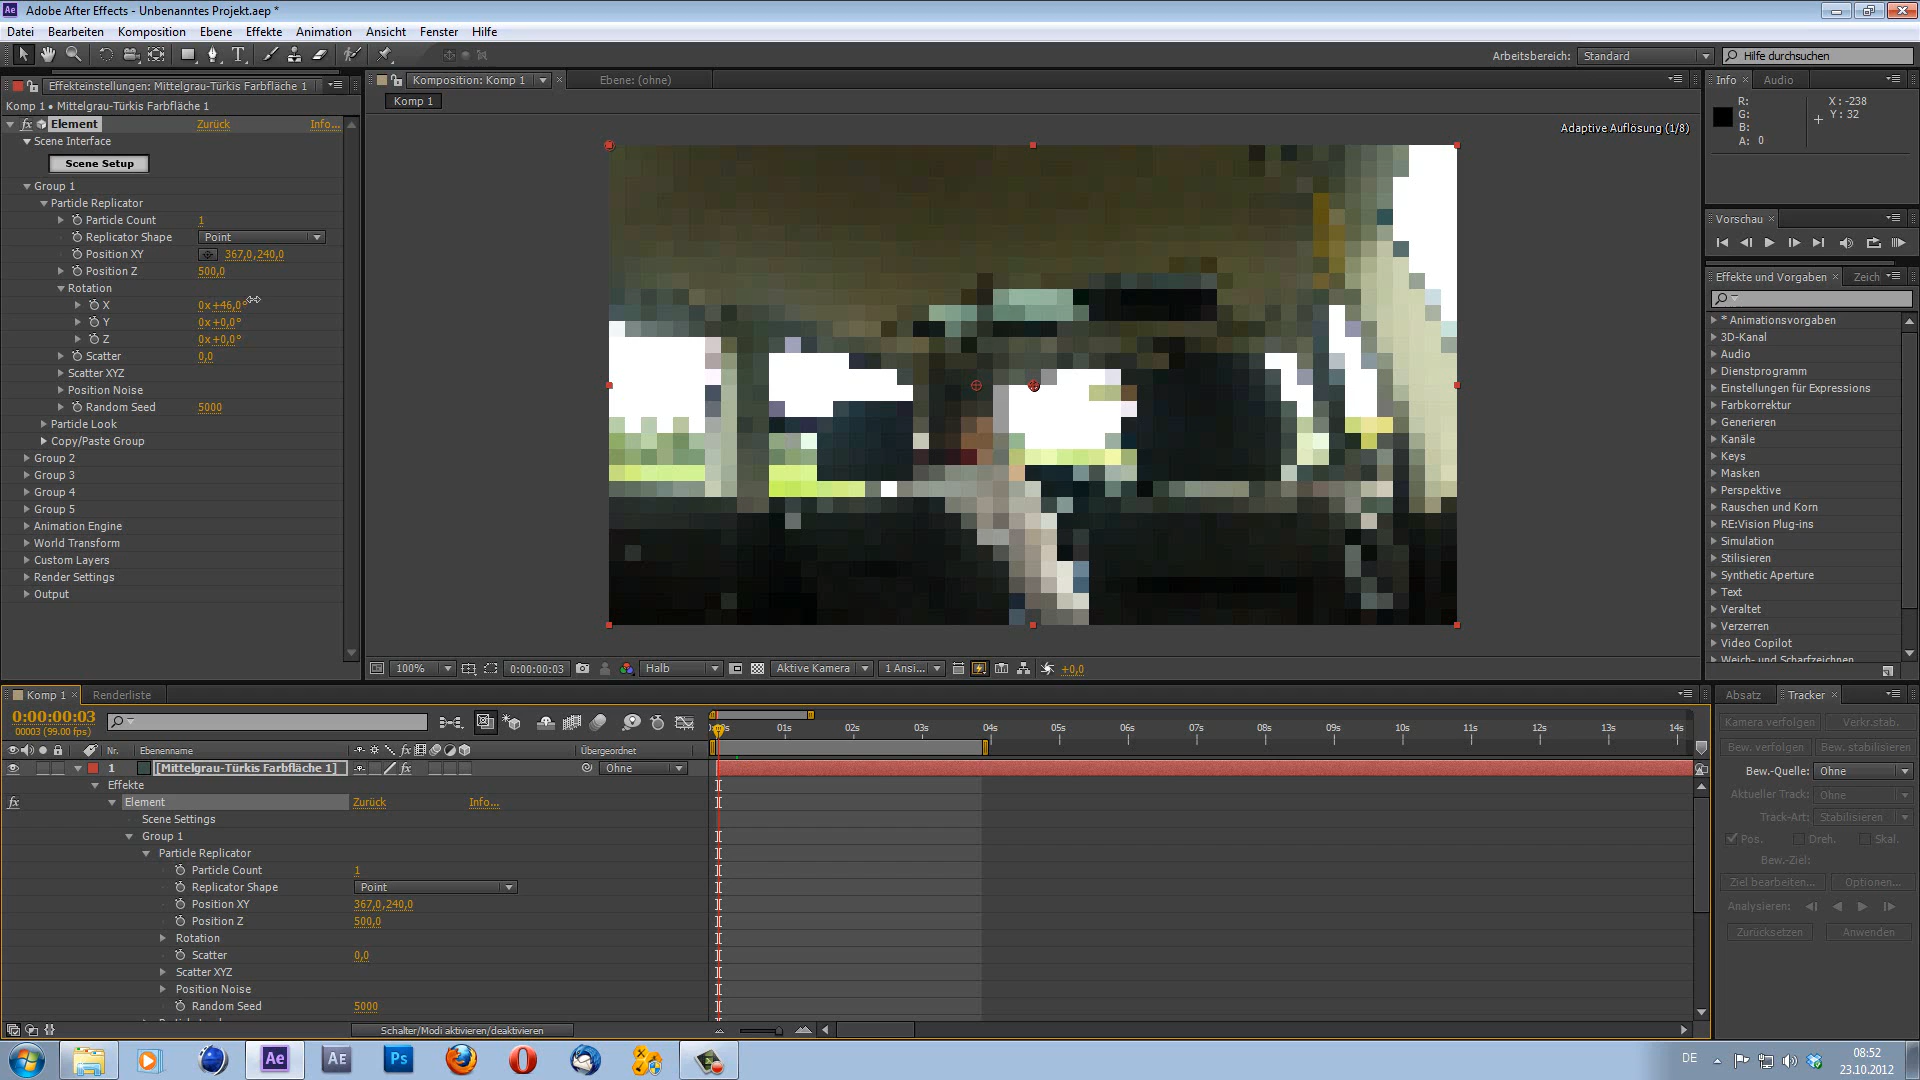 Adobe After Effects - Unbenanntes Projekt.aep *
Datei Bearbeiten Komposition Ebene Effekte Animation Ansicht Fenster Hilfe
Arbeitsbereich: Standard Hilfe durchsuchen
Effekteinstellungen: Mittelgrau-Türkis Farbfläche 1
Komp 1 • Mittelgrau-Türkis Farbfläche 1
fx Element Zurück Info...
Scene Interface
Scene Setup
Group 1
Particle Replicator
Particle Count 1
Replicator Shape Point
Position XY 367,0,240,0
Position Z 500,0
Rotation
X 0x +46,0°
Y 0x +0,0°
Z 0x +0,0°
Scatter 0,0
Scatter XYZ
Position Noise
Random Seed 5000
Particle Look
Copy/Paste Group
Group 2
Group 3
Group 4
Group 5
Animation Engine
World Transform
Custom Layers
Render Settings
Output
Komposition: Komp 1 Ebene: (ohne)
Komp 1
Adaptive Auflösung (1/8)
100% 0:00:00:03 Halb Aktive Kamera 1 Ansi... +0,0
Info Audio
R: X : -238
G: Y : 32
B:
A: 0
Vorschau
Effekte und Vorgaben Zeich
* Animationsvorgaben
3D-Kanal
Audio
Dienstprogramm
Einstellungen für Expressions
Farbkorrektur
Generieren
Kanäle
Keys
Masken
Perspektive
Rauschen und Korn
RE:Vision Plug-ins
Simulation
Stilisieren
Synthetic Aperture
Text
Veraltet
Verzerren
Video Copilot
Weich- und Scharfzeichnen
Komp 1 Renderliste
0:00:00:03
00003 (99.00 fps)
01s 02s 03s 04s 05s 06s 07s 08s 09s 10s 11s 12s 13s 14s
Nr. Ebenenname fx Übergeordnet
1 [Mittelgrau-Türkis Farbfläche 1] fx Ohne
Effekte
fx Element Zurück Info...
Scene Settings
Group 1
Particle Replicator
Particle Count 1
Replicator Shape Point
Position XY 367,0,240,0
Position Z 500,0
Rotation
Scatter 0,0
Scatter XYZ
Position Noise
Random Seed 5000
Schalter/Modi aktivieren/deaktivieren
Absatz Tracker
Kamera verfolgen Verkr.stab.
Bew. verfolgen Bew. stabilisieren
Bew.-Quelle: Ohne
Aktueller Track: Ohne
Track-Art: Stabilisieren
Pos. Dreh. Skal.
Bew.-Ziel:
Ziel bearbeiten... Optionen...
Analysieren:
Zurücksetzen Anwenden
Ae AE Ps
DE 08:52
23.10.2012